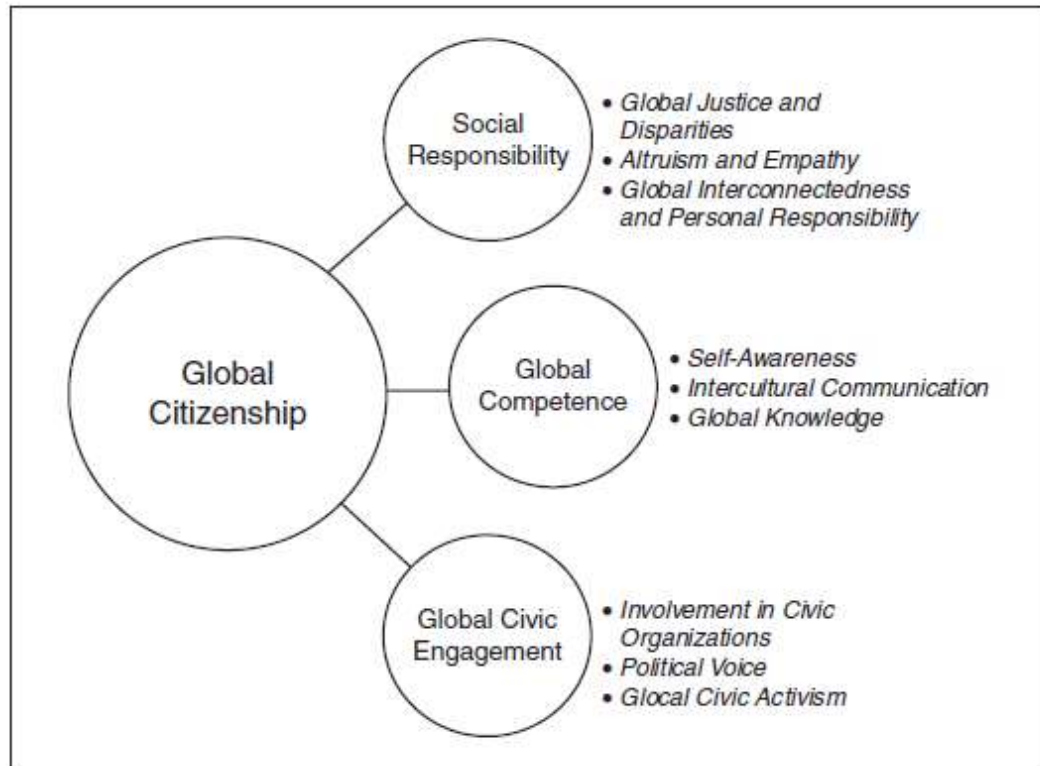 Social
Responsibility
• Global Justice and
Disparities
• Altruism and Empathy
• Global Interconnectedness
and Personal Responsibility
Global
Citizenship
Global
Competence
• Self-Awareness
• Intercultural Communication
• Global Knowledge
Global Civic
Engagement
• Involvement in Civic
Organizations
• Political Voice
• Glocal Civic Activism